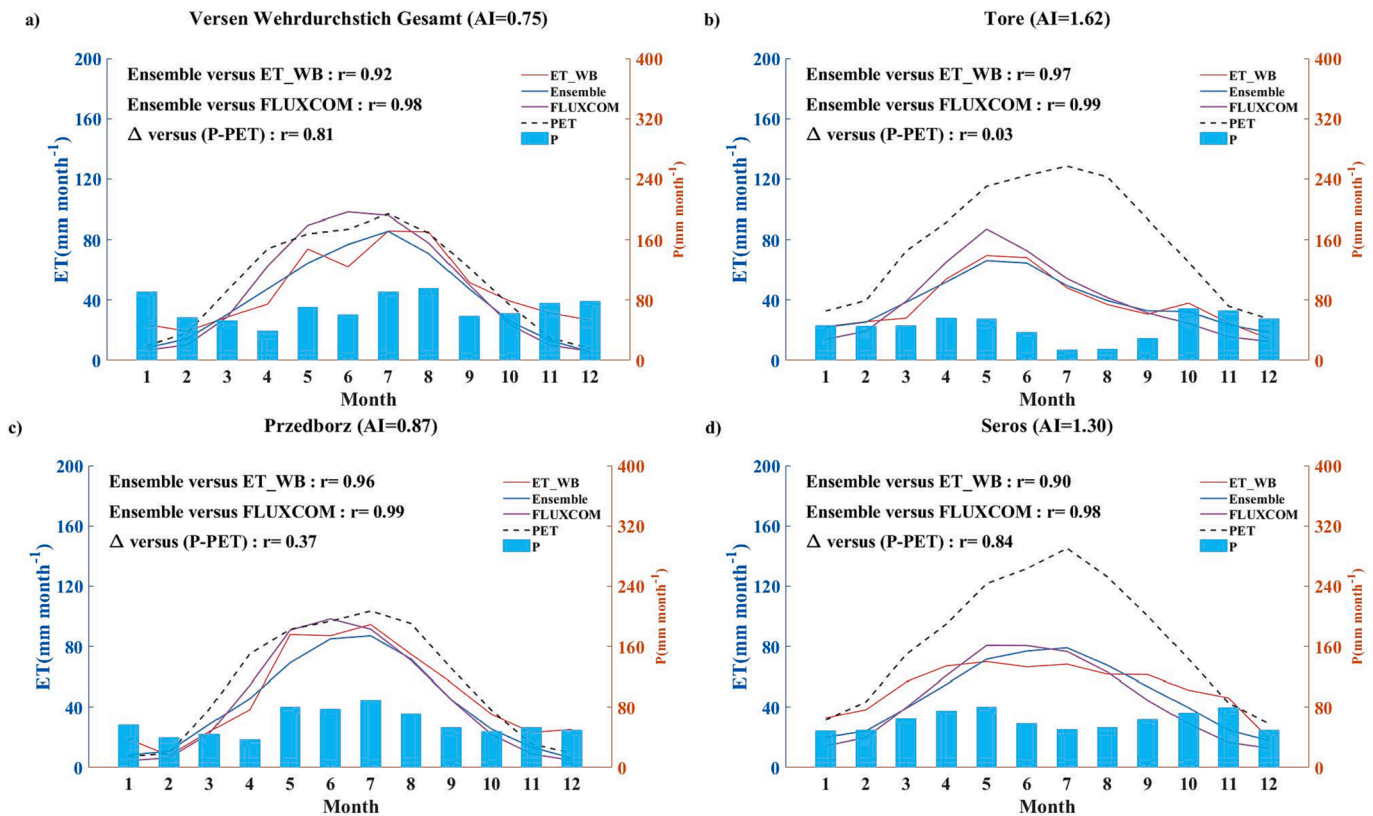 a)
Versen Wehrdurchstich Gesamt (AI=0.75)
200
160
120
80
40
0
ET(mm month⁻¹)
Ensemble versus ET_WB : r= 0.92
Ensemble versus FLUXCOM : r= 0.98
Δ versus (P-PET) : r= 0.81
ET_WB
Ensemble
FLUXCOM
PET
P
400
320
240
160
80
0
P(mm month⁻¹)
1 2 3 4 5 6 7 8 9 10 11 12
Month
b)
Tore (AI=1.62)
200
160
120
80
40
0
ET(mm month⁻¹)
Ensemble versus ET_WB : r= 0.97
Ensemble versus FLUXCOM : r= 0.99
Δ versus (P-PET) : r= 0.03
ET_WB
Ensemble
FLUXCOM
PET
P
400
320
240
160
80
0
P(mm month⁻¹)
1 2 3 4 5 6 7 8 9 10 11 12
Month
c)
Przedborz (AI=0.87)
200
160
120
80
40
0
ET(mm month⁻¹)
Ensemble versus ET_WB : r= 0.96
Ensemble versus FLUXCOM : r= 0.99
Δ versus (P-PET) : r= 0.37
ET_WB
Ensemble
FLUXCOM
PET
P
400
320
240
160
80
0
P(mm month⁻¹)
1 2 3 4 5 6 7 8 9 10 11 12
Month
d)
Seros (AI=1.30)
200
160
120
80
40
0
ET(mm month⁻¹)
Ensemble versus ET_WB : r= 0.90
Ensemble versus FLUXCOM : r= 0.98
Δ versus (P-PET) : r= 0.84
ET_WB
Ensemble
FLUXCOM
PET
P
400
320
240
160
80
0
P(mm month⁻¹)
1 2 3 4 5 6 7 8 9 10 11 12
Month